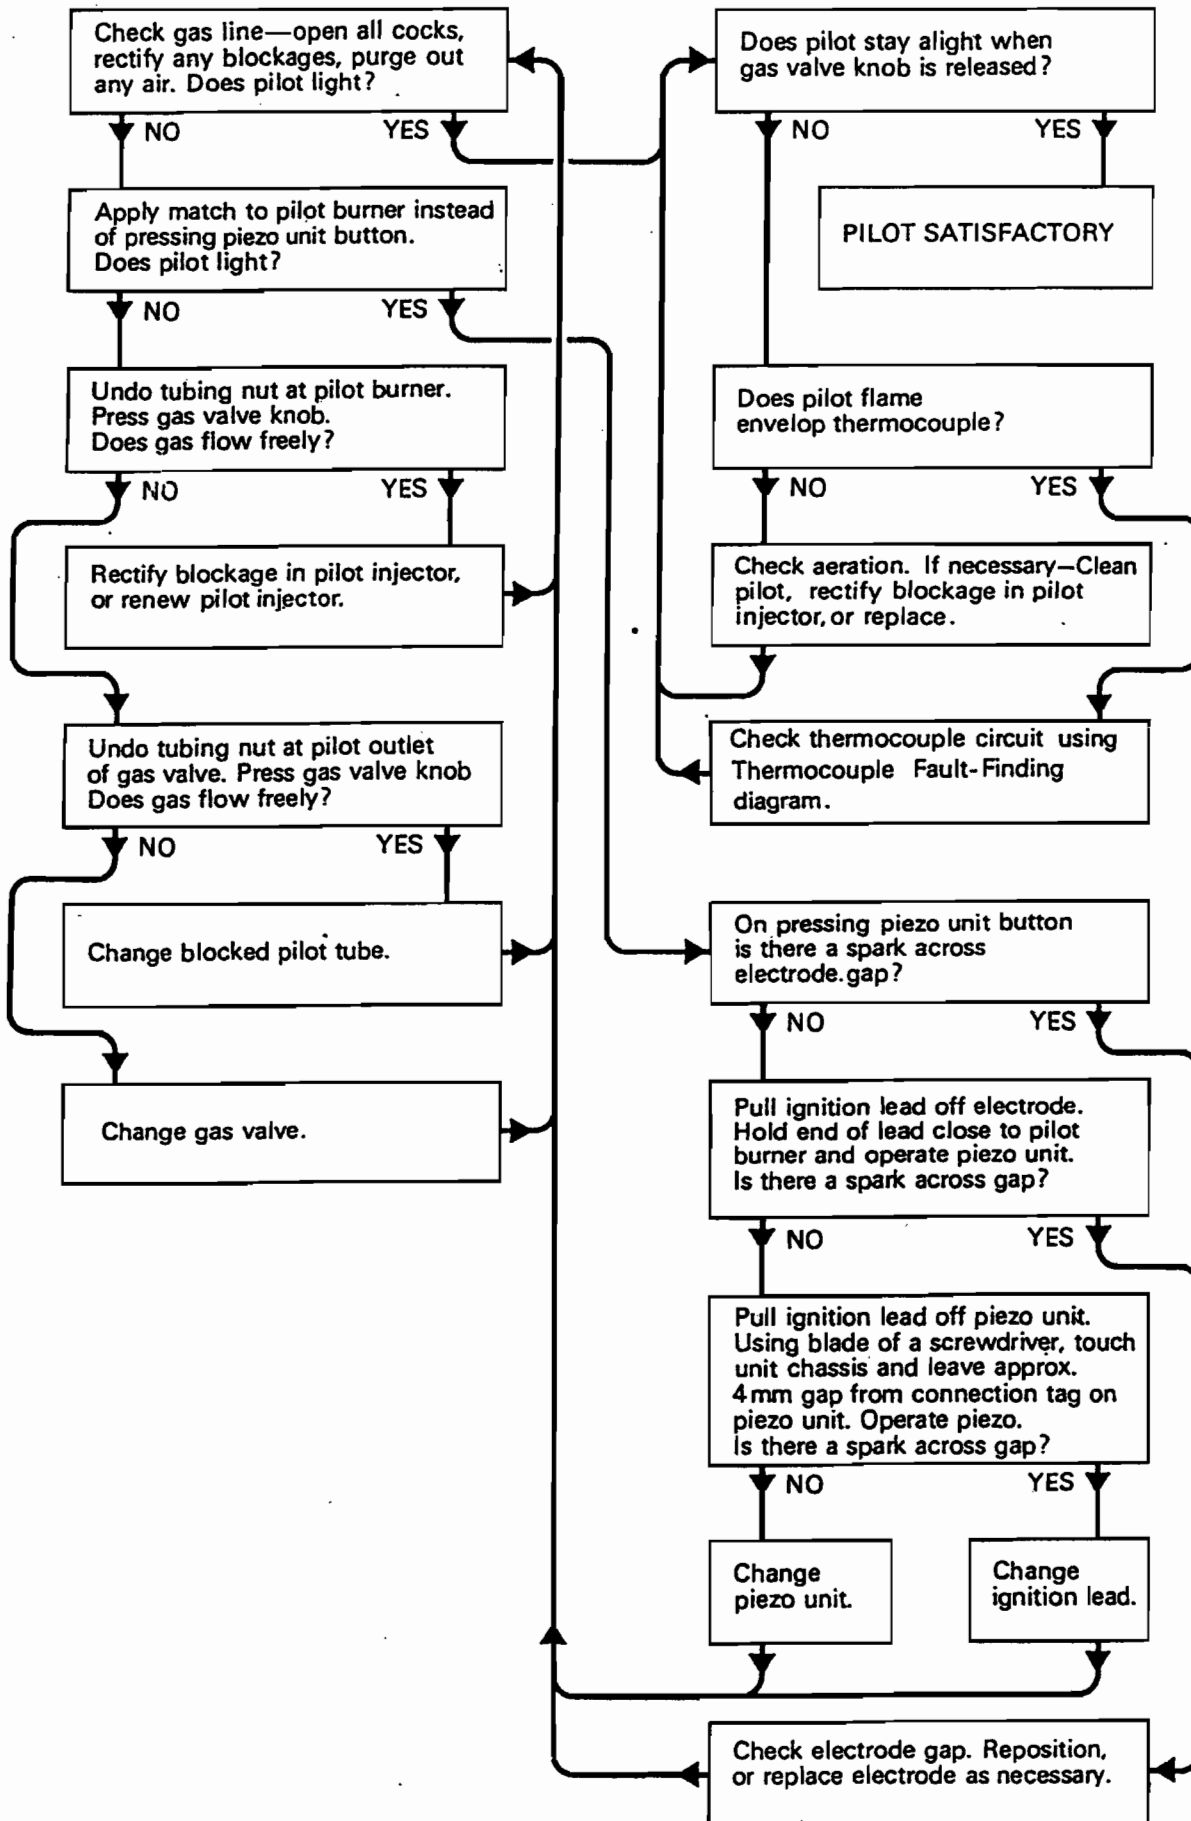 Check gas line—open all cocks,
rectify any blockages, purge out
any air. Does pilot light?
NO
YES
Apply match to pilot burner instead
of pressing piezo unit button.
Does pilot light?
NO
YES
Undo tubing nut at pilot burner.
Press gas valve knob.
Does gas flow freely?
NO
YES
Rectify blockage in pilot injector,
or renew pilot injector.
Undo tubing nut at pilot outlet
of gas valve. Press gas valve knob
Does gas flow freely?
NO
YES
Change blocked pilot tube.
Change gas valve.
Does pilot stay alight when
gas valve knob is released?
NO
YES
PILOT SATISFACTORY
Does pilot flame
envelop thermocouple?
NO
YES
Check aeration. If necessary—Clean
pilot, rectify blockage in pilot
injector, or replace.
Check thermocouple circuit using
Thermocouple Fault-Finding
diagram.
On pressing piezo unit button
is there a spark across
electrode.gap?
NO
YES
Pull ignition lead off electrode.
Hold end of lead close to pilot
burner and operate piezo unit.
Is there a spark across gap?
NO
YES
Pull ignition lead off piezo unit.
Using blade of a screwdriver, touch
unit chassis and leave approx.
4mm gap from connection tag on
piezo unit. Operate piezo.
Is there a spark across gap?
NO
YES
Change
piezo unit.
Change
ignition lead.
Check electrode gap. Reposition,
or replace electrode as necessary.